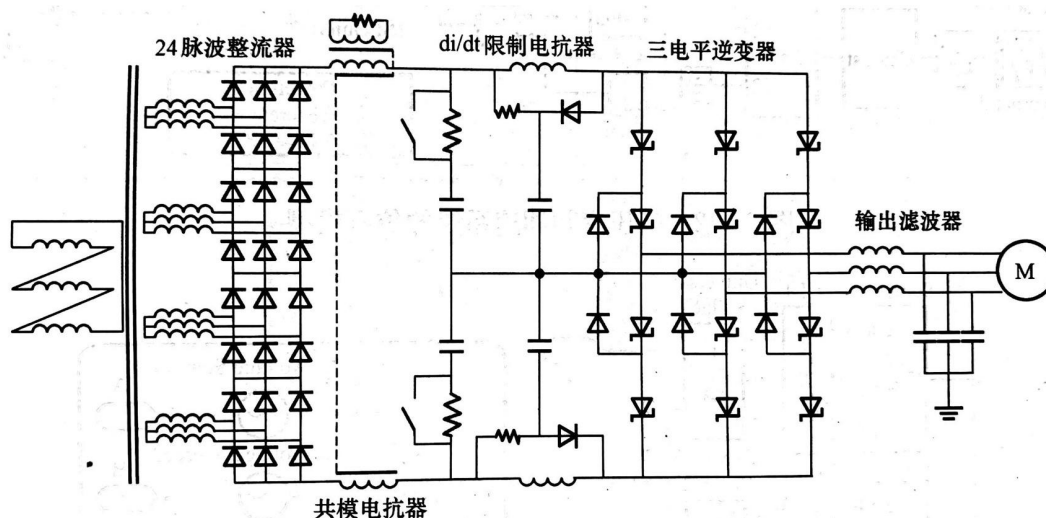 24脉波整流器
di/dt限制电抗器
三电平逆变器
输出滤波器
M
共模电抗器